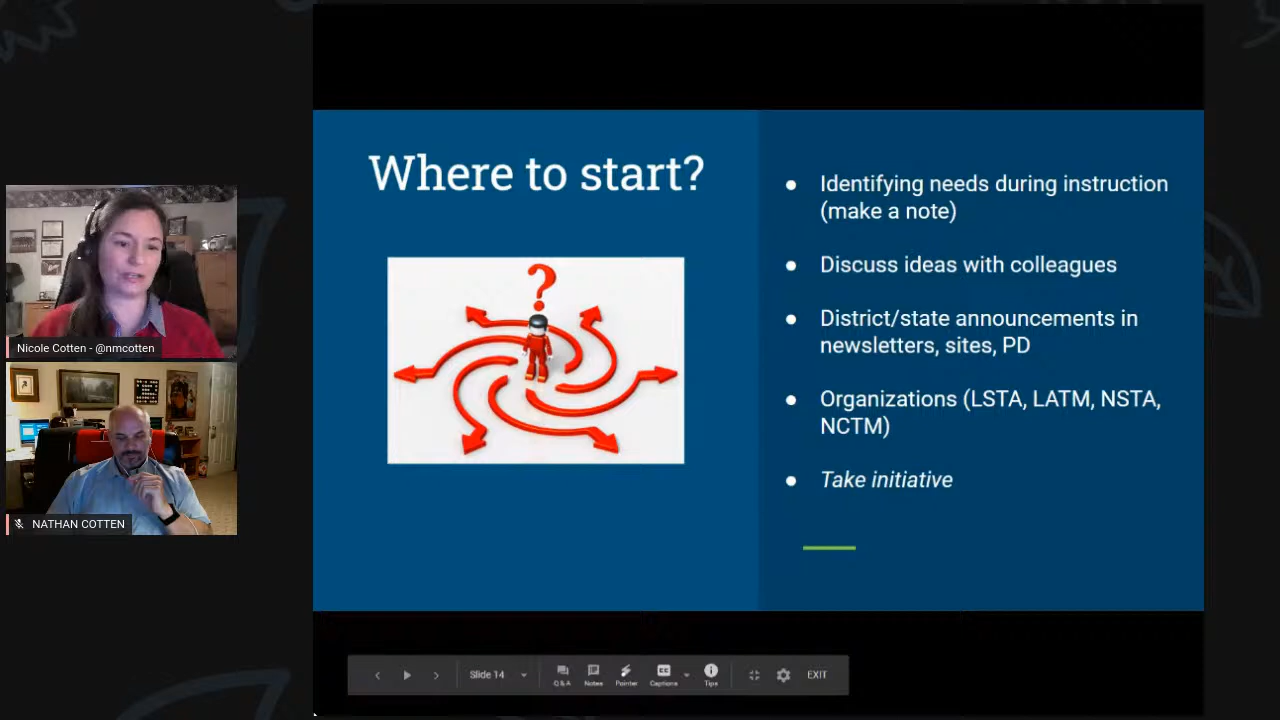 Where to start?
?
● Identifying needs during instruction
(make a note)
● Discuss ideas with colleagues
● District/state announcements in
newsletters, sites, PD
● Organizations (LSTA, LATM, NSTA,
NCTM)
● Take initiative
Nicole Cotten - @nmcotten
NATHAN COTTEN
Slide 14
Q&A
Notes
Pointer
CC
Captions
Tips
EXIT